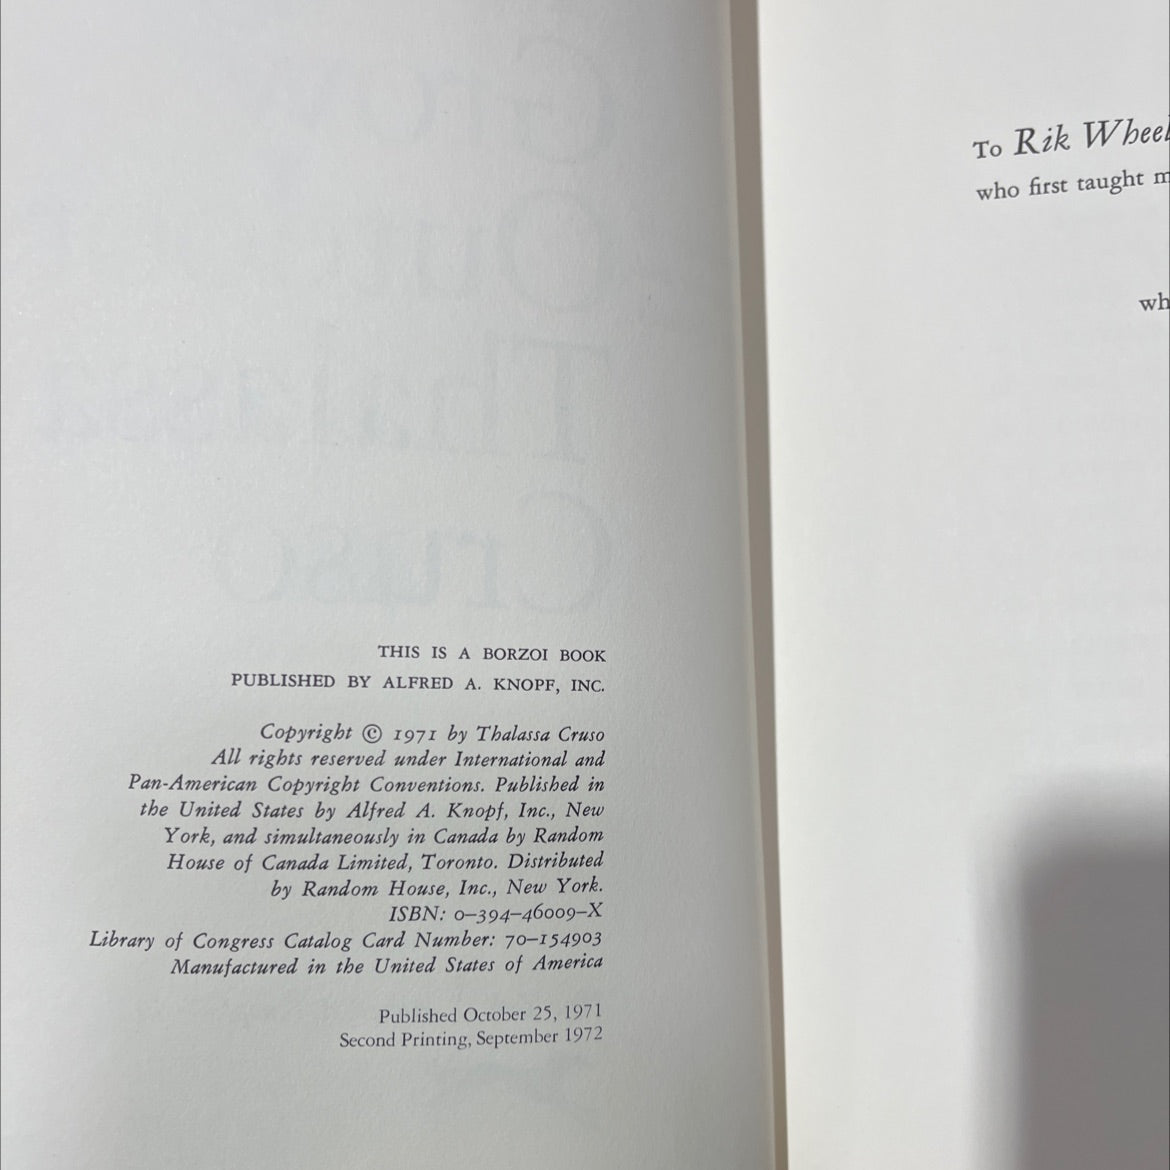 THIS IS A BORZOI BOOK
PUBLISHED BY ALFRED A. KNOPF, INC.
Copyright © 1971 by Thalassa Cruso
All rights reserved under International and
Pan-American Copyright Conventions. Published in
the United States by Alfred A. Knopf, Inc., New
York, and simultaneously in Canada by Random
House of Canada Limited, Toronto. Distributed
by Random House, Inc., New York.
ISBN: 0-394-46009-X
Library of Congress Catalog Card Number: 70-154903
Manufactured in the United States of America
Published October 25, 1971
Second Printing, September 1972
To Rik
who first taught